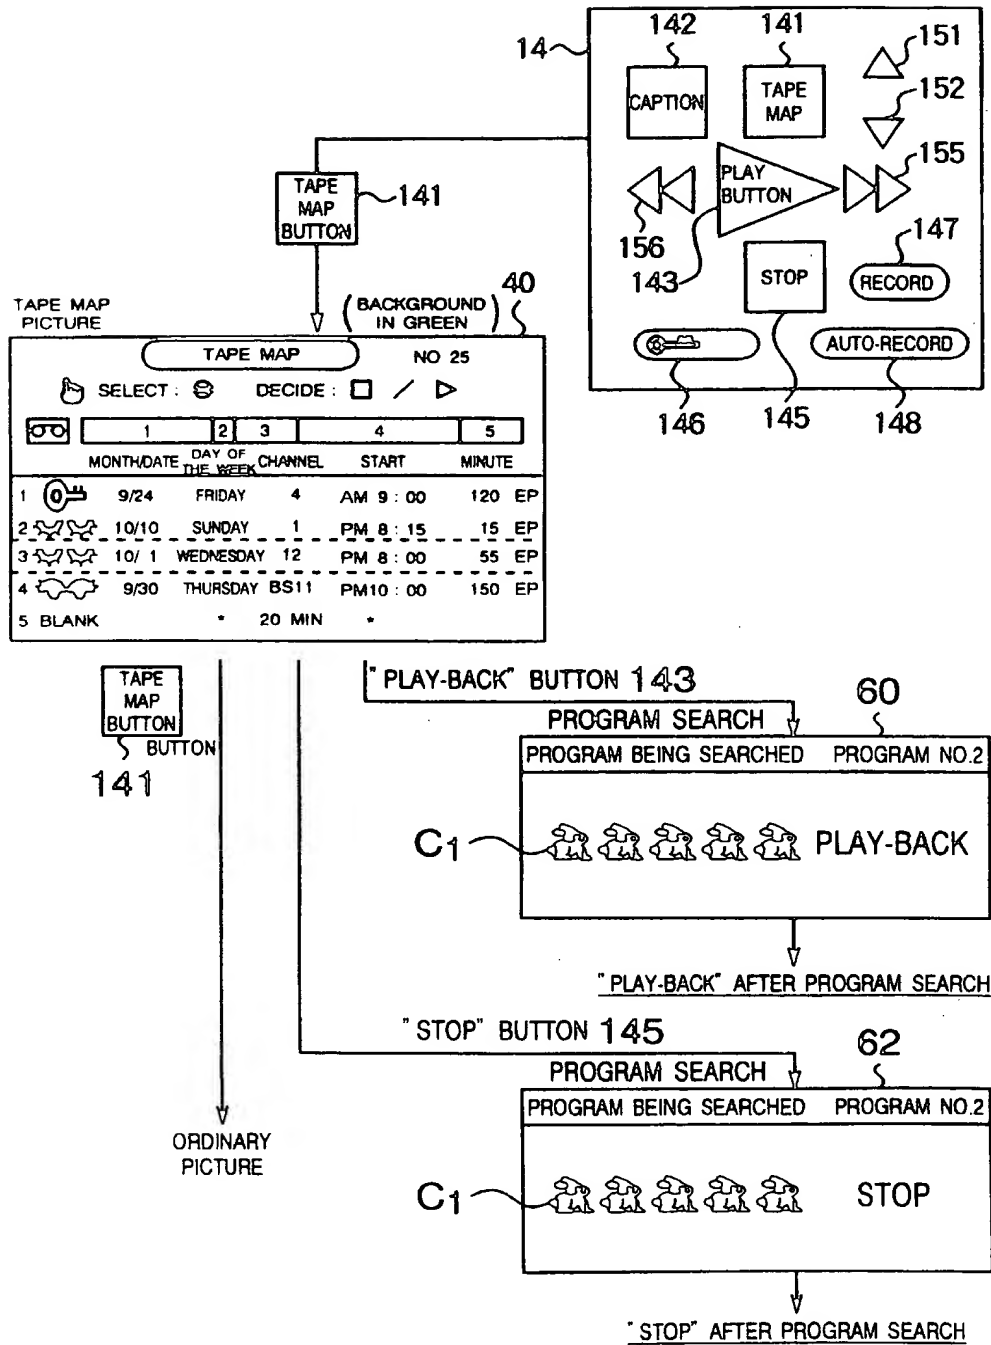 14
142
141
151
CAPTION
TAPE
MAP
152
PLAY
BUTTON
155
156
143
STOP
147
RECORD
AUTO-RECORD
146
145
148
TAPE
MAP
BUTTON
141
TAPE MAP
PICTURE
(BACKGROUND
IN GREEN)
40
TAPE MAP NO 25
SELECT : DECIDE : /
1 2 3 4 5
MONTH/DATE DAY OF THE WEEK CHANNEL START MINUTE
1 9/24 FRIDAY 4 AM 9 : 00 120 EP
2 10/10 SUNDAY 1 PM 8 : 15 15 EP
3 10/ 1 WEDNESDAY 12 PM 8 : 00 55 EP
4 9/30 THURSDAY BS11 PM10 : 00 150 EP
5 BLANK * 20 MIN *
TAPE
MAP
BUTTON
BUTTON
141
"PLAY-BACK" BUTTON 143
PROGRAM SEARCH
60
PROGRAM BEING SEARCHED PROGRAM NO.2
C1
PLAY-BACK
"PLAY-BACK" AFTER PROGRAM SEARCH
"STOP" BUTTON 145
PROGRAM SEARCH
62
PROGRAM BEING SEARCHED PROGRAM NO.2
C1
STOP
"STOP" AFTER PROGRAM SEARCH
ORDINARY
PICTURE